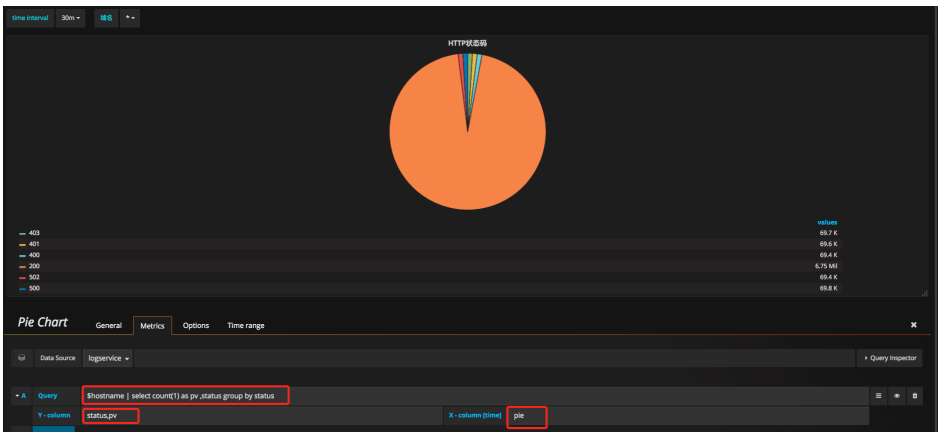 time interval 30m 域名 *
HTTP状态码
values
403 69.7 K
401 69.6 K
400 69.4 K
200 6.75 Mil
502 69.4 K
500 69.8 K
Pie Chart General Metrics Options Time range
Data Source logservice Query Inspector
A Query $hostname | select count(1) as pv ,status group by status
Y - column status,pv X - column (time) pie